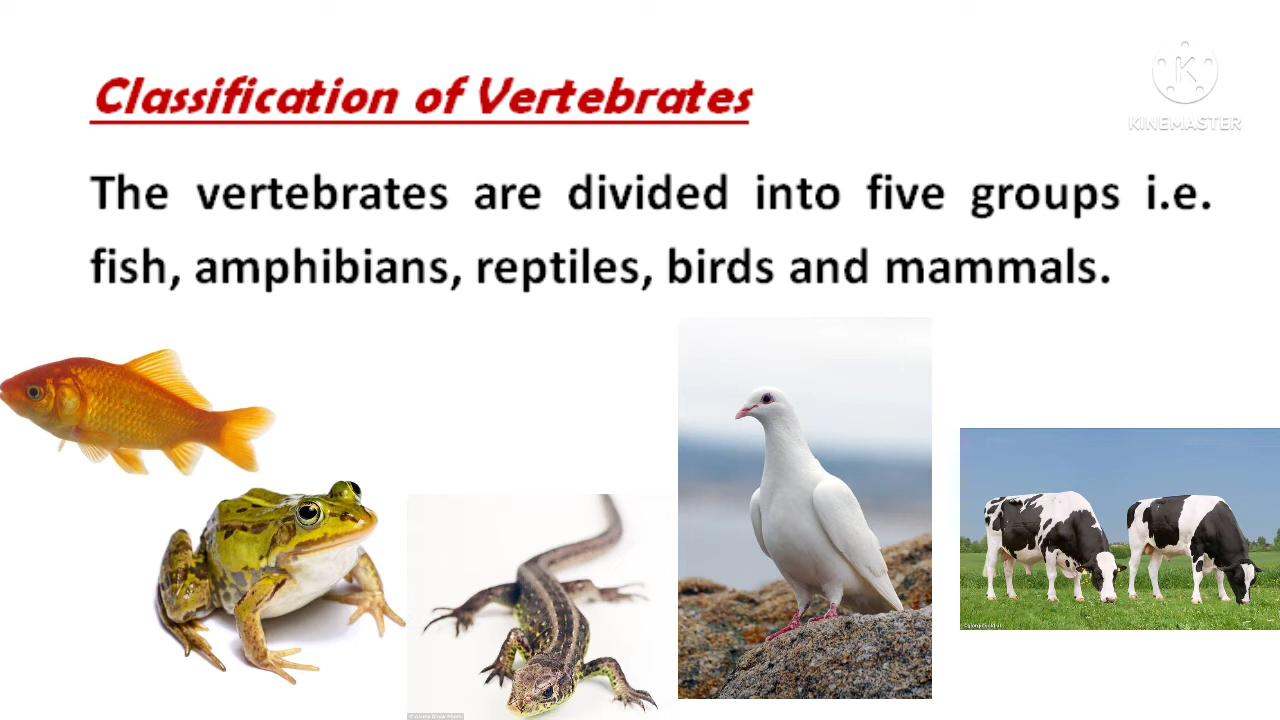 Classification of Vertebrates
KINEMASTER
The vertebrates are divided into five groups i.e.
fish, amphibians, reptiles, birds and mammals.